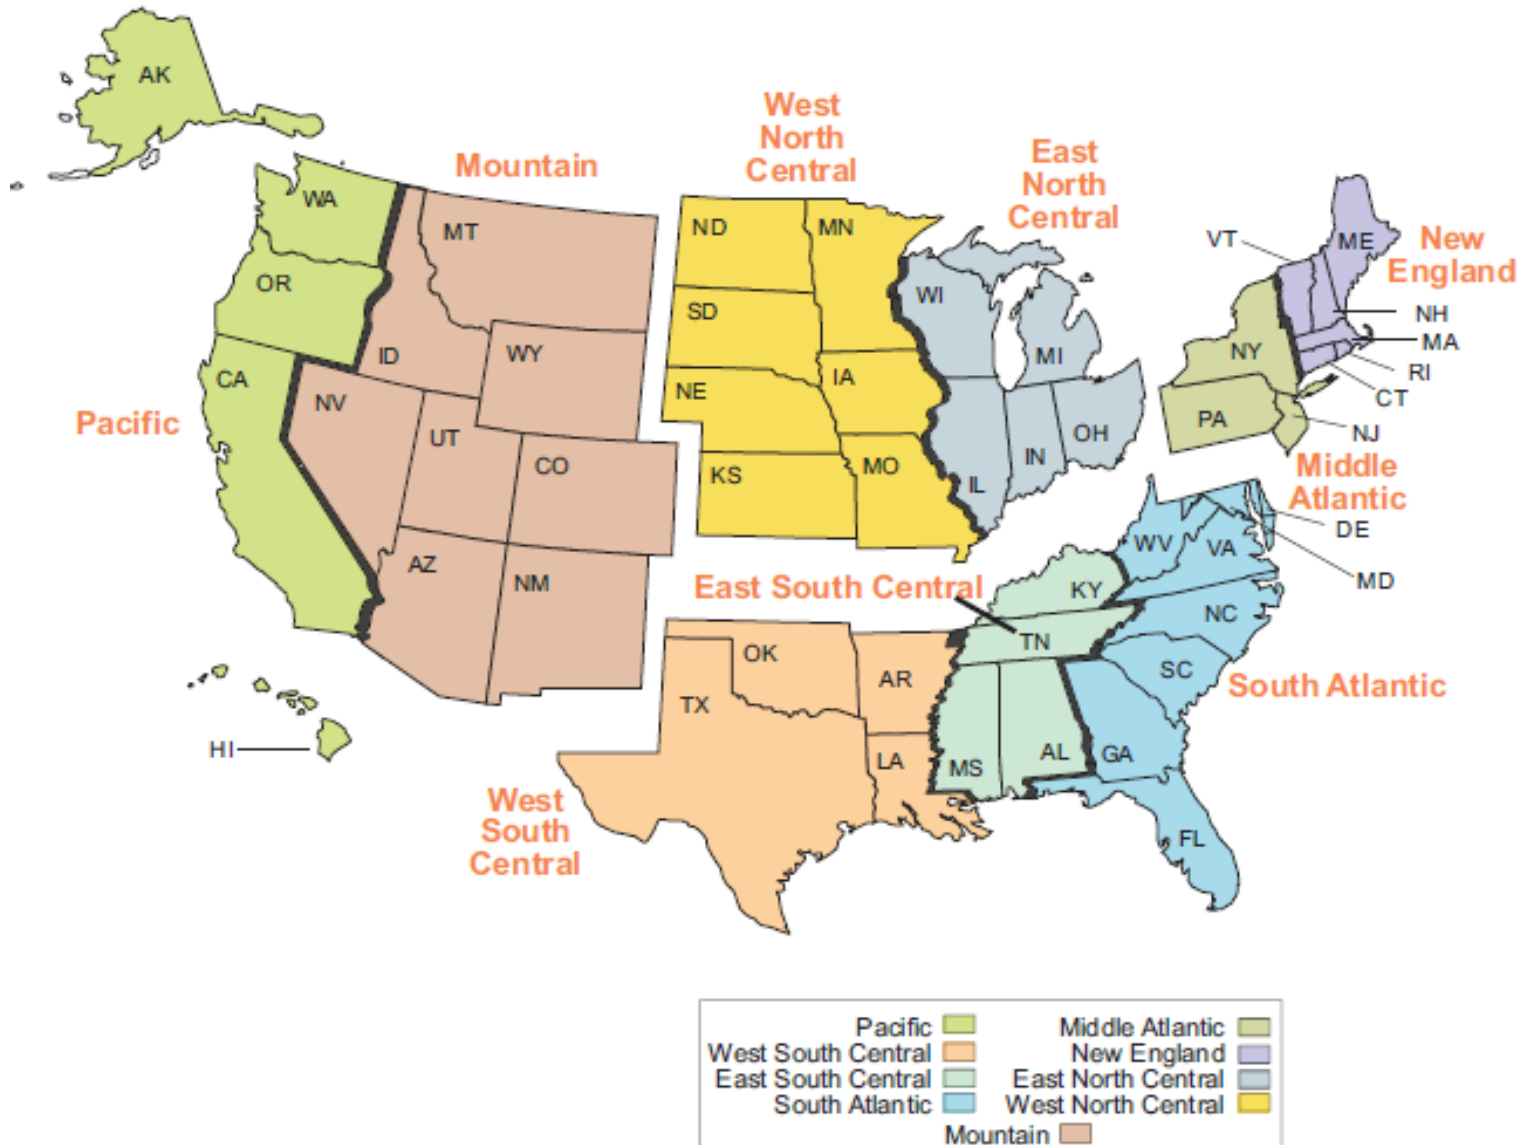 AK
West
North
Central
East
North
Central
Mountain
WA
MT
ND
MN
VT
ME
New
England
OR
SD
WI
NH
MA
ID
WY
MI
NY
RI
CA
NV
NE
IA
CT
Pacific
UT
CO
KS
MO
IL
IN
OH
PA
NJ
Middle
Atlantic
DE
AZ
NM
WV
VA
MD
East South Central
KY
NC
TN
OK
AR
SC
South Atlantic
TX
HI
LA
MS
AL
GA
West
South
Central
FL
Pacific
West South Central
East South Central
South Atlantic
Middle Atlantic
New England
East North Central
West North Central
Mountain